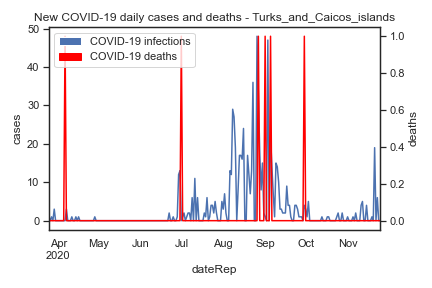 New COVID-19 daily cases and deaths - Turks_and_Caicos_islands
COVID-19 infections
COVID-19 deaths
cases
50
40
30
20
10
0
deaths
1.0
0.8
0.6
0.4
0.2
0.0
Apr May Jun Jul Aug Sep Oct Nov
2020
dateRep